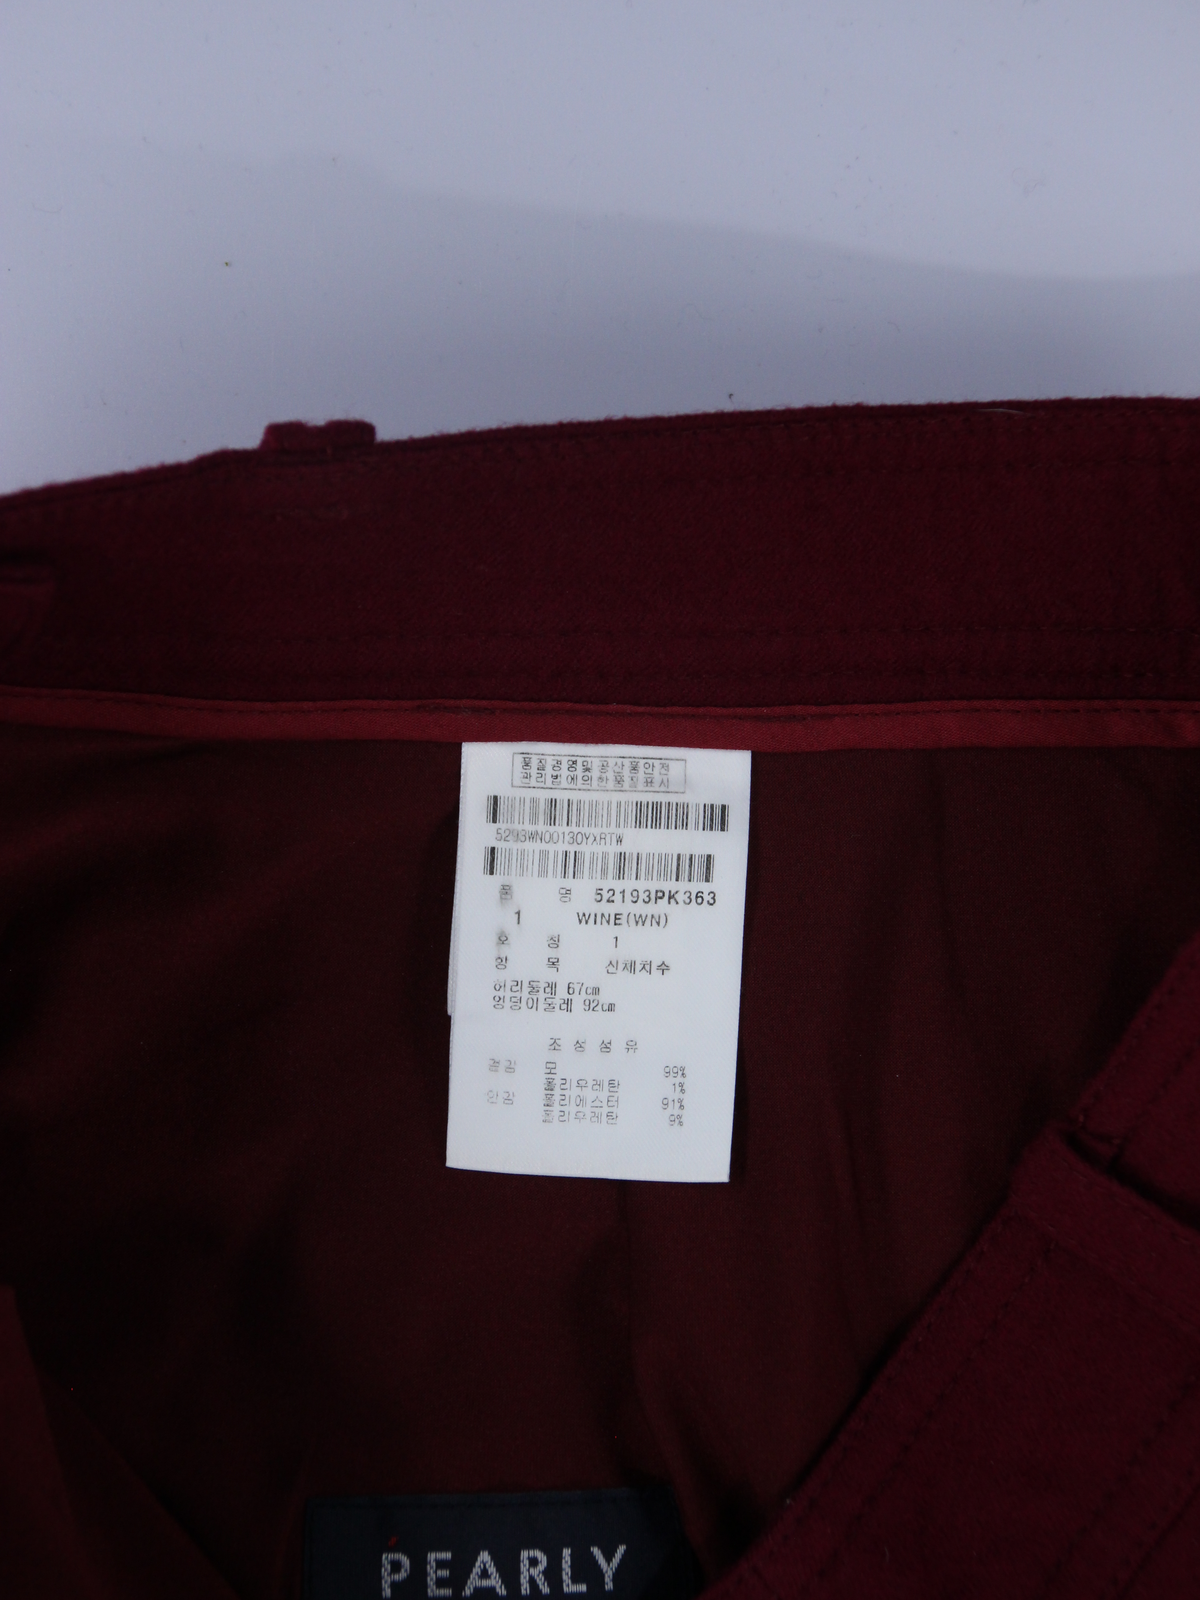 품질경영및공산품안전
관리법에의한품질표시
5293WN00130YXRTW
품 명 52193PK363
1 WINE(WN)
호 칭 1
항 목 신체치수
허리둘레 67cm
엉덩이둘레 92cm
조 성 섬 유
겉감 모 99%
폴리우레탄 1%
안감 폴리에스터 91%
폴리우레탄 9%
PEARLY